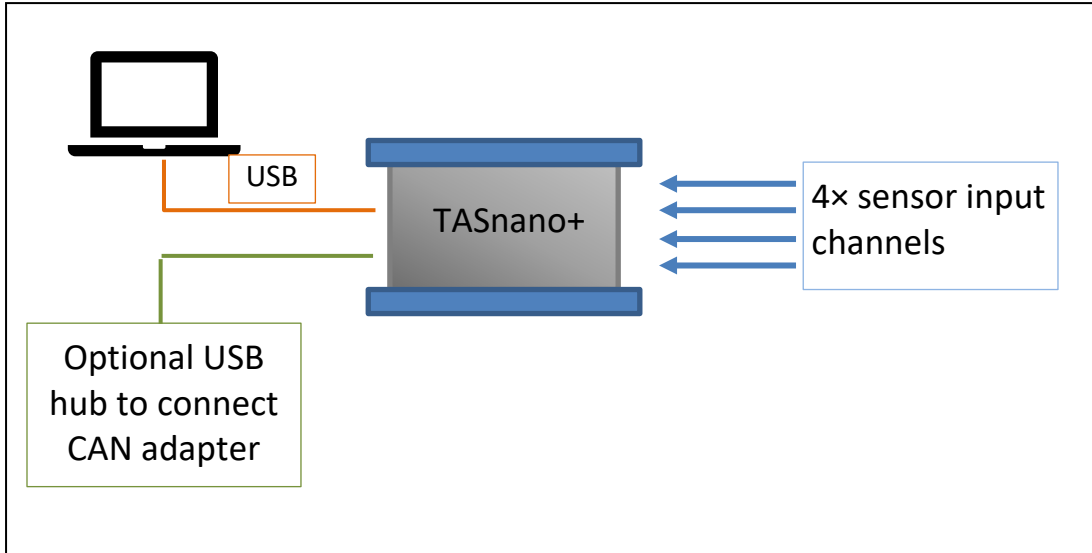 USB
TASnano+
4× sensor input
channels
Optional USB
hub to connect
CAN adapter